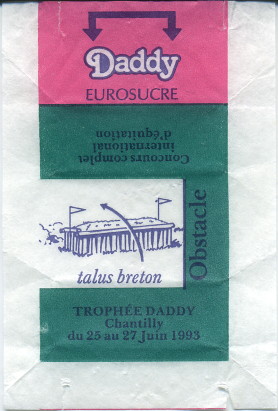 Daddy
EUROSUCRE
Concours complet
international
d'équitation
Obstacle
talus breton
TROPHÉE DADDY
Chantilly
du 25 au 27 Juin 1993